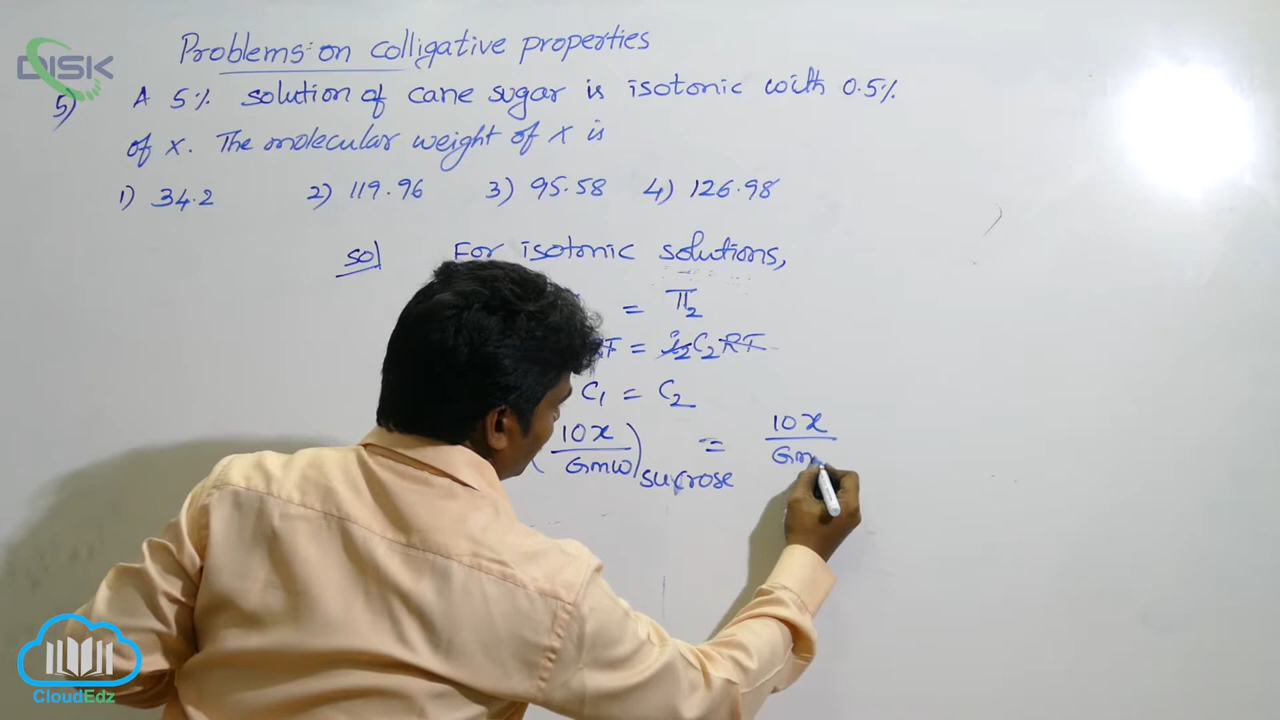 DISK
Problems on colligative properties
5) A 5% solution of cane sugar is isotonic with 0.5%
of x. The molecular weight of x is
1) 34.2 2) 119.96 3) 95.58 4) 126.98
sol For isotonic solutions,
= π2
= i2C2RT
C1 = C2
(10x/GMW)sucrose = 10x/GM
CloudEdz